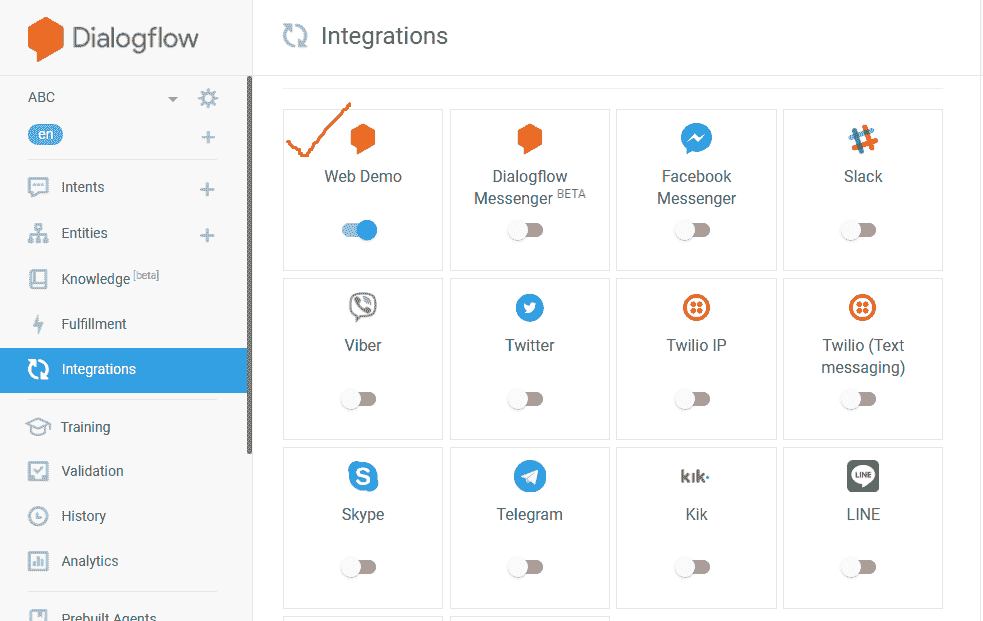 Dialogflow
Integrations
ABC
en
Intents
Entities
Knowledge [beta]
Fulfillment
Integrations
Training
Validation
History
Analytics
Prebuilt Agents
Web Demo
Dialogflow
Messenger BETA
Facebook
Messenger
Slack
Viber
Twitter
Twilio IP
Twilio (Text
messaging)
Skype
Telegram
kik.
Kik
LINE
LINE